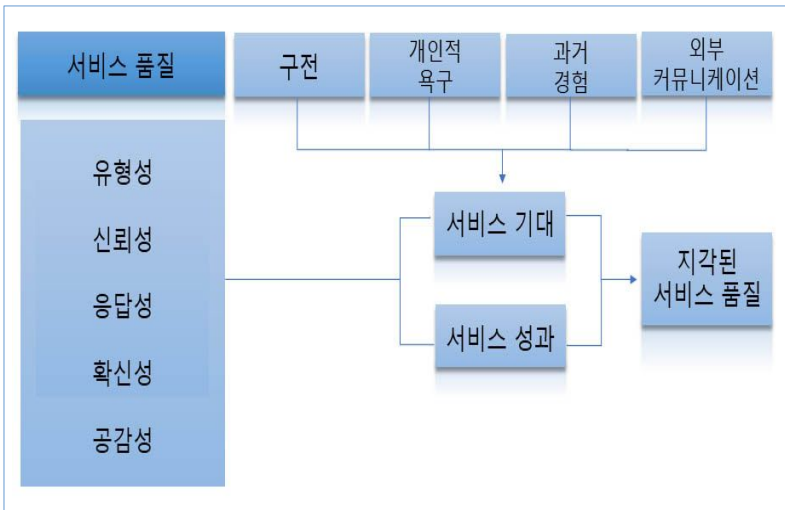 서비스 품질
구전
개인적
욕구
과거
경험
외부
커뮤니케이션
유형성
신뢰성
응답성
확신성
공감성
서비스 기대
서비스 성과
지각된
서비스 품질